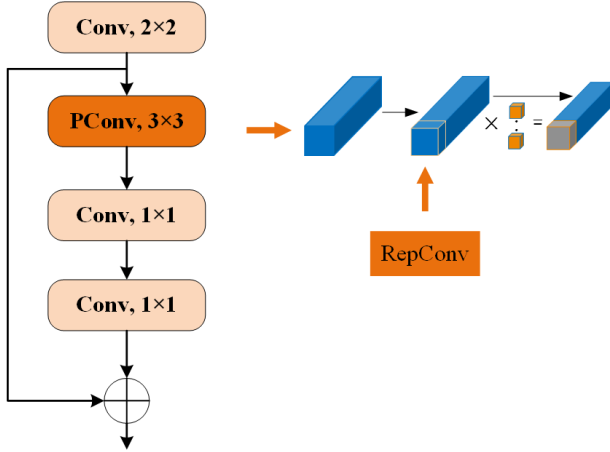 Conv, 2×2
PConv, 3×3
Conv, 1×1
Conv, 1×1
× =
RepConv